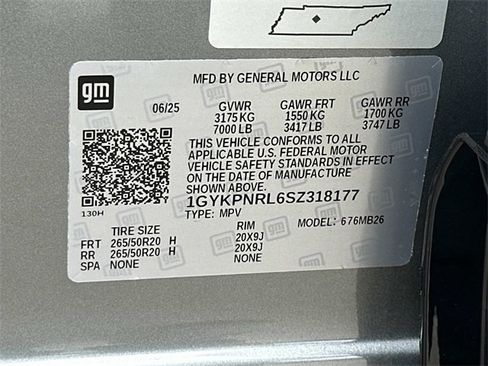 gm
MFD BY GENERAL MOTORS LLC
06/25 GVWR GAWR FRT GAWR RR
3175 KG 1550 KG 1700 KG
7000 LB 3417 LB 3747 LB
THIS VEHICLE CONFORMS TO ALL
APPLICABLE U.S. FEDERAL MOTOR
VEHICLE SAFETY STANDARDS IN EFFECT
ON THE DATE OF MANUFACTURE
SHOWN ABOVE.
1GYKPNRL6SZ318177
130H
TYPE: MPV MODEL: 676MB26
TIRE SIZE RIM
FRT 265/50R20 H 20X9J
RR 265/50R20 H 20X9J
SPA NONE NONE